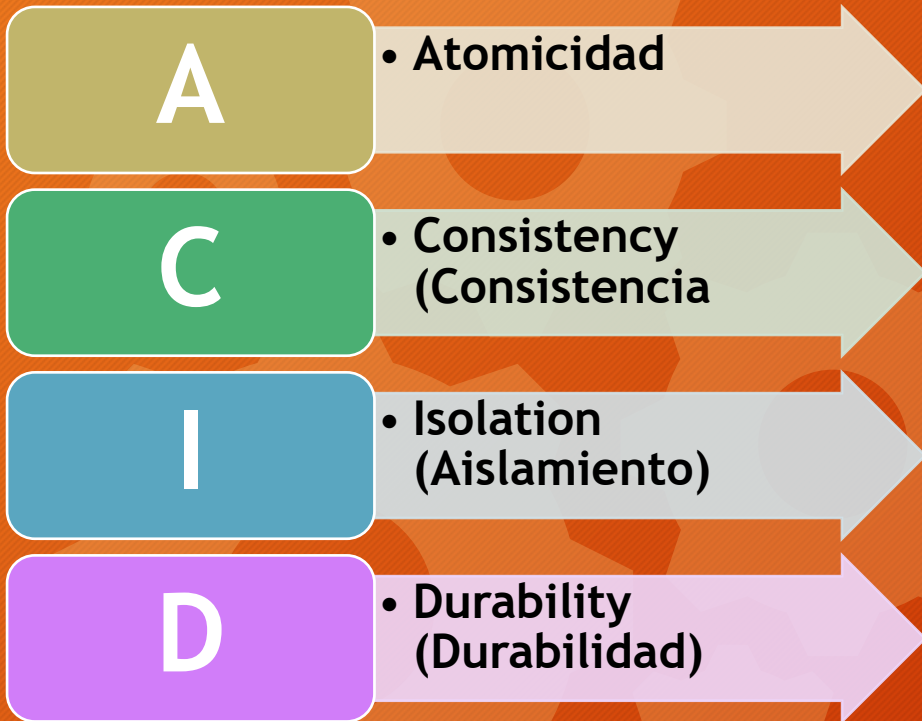 A
• Atomicidad
C
• Consistency
(Consistencia
I
• Isolation
(Aislamiento)
D
• Durability
(Durabilidad)